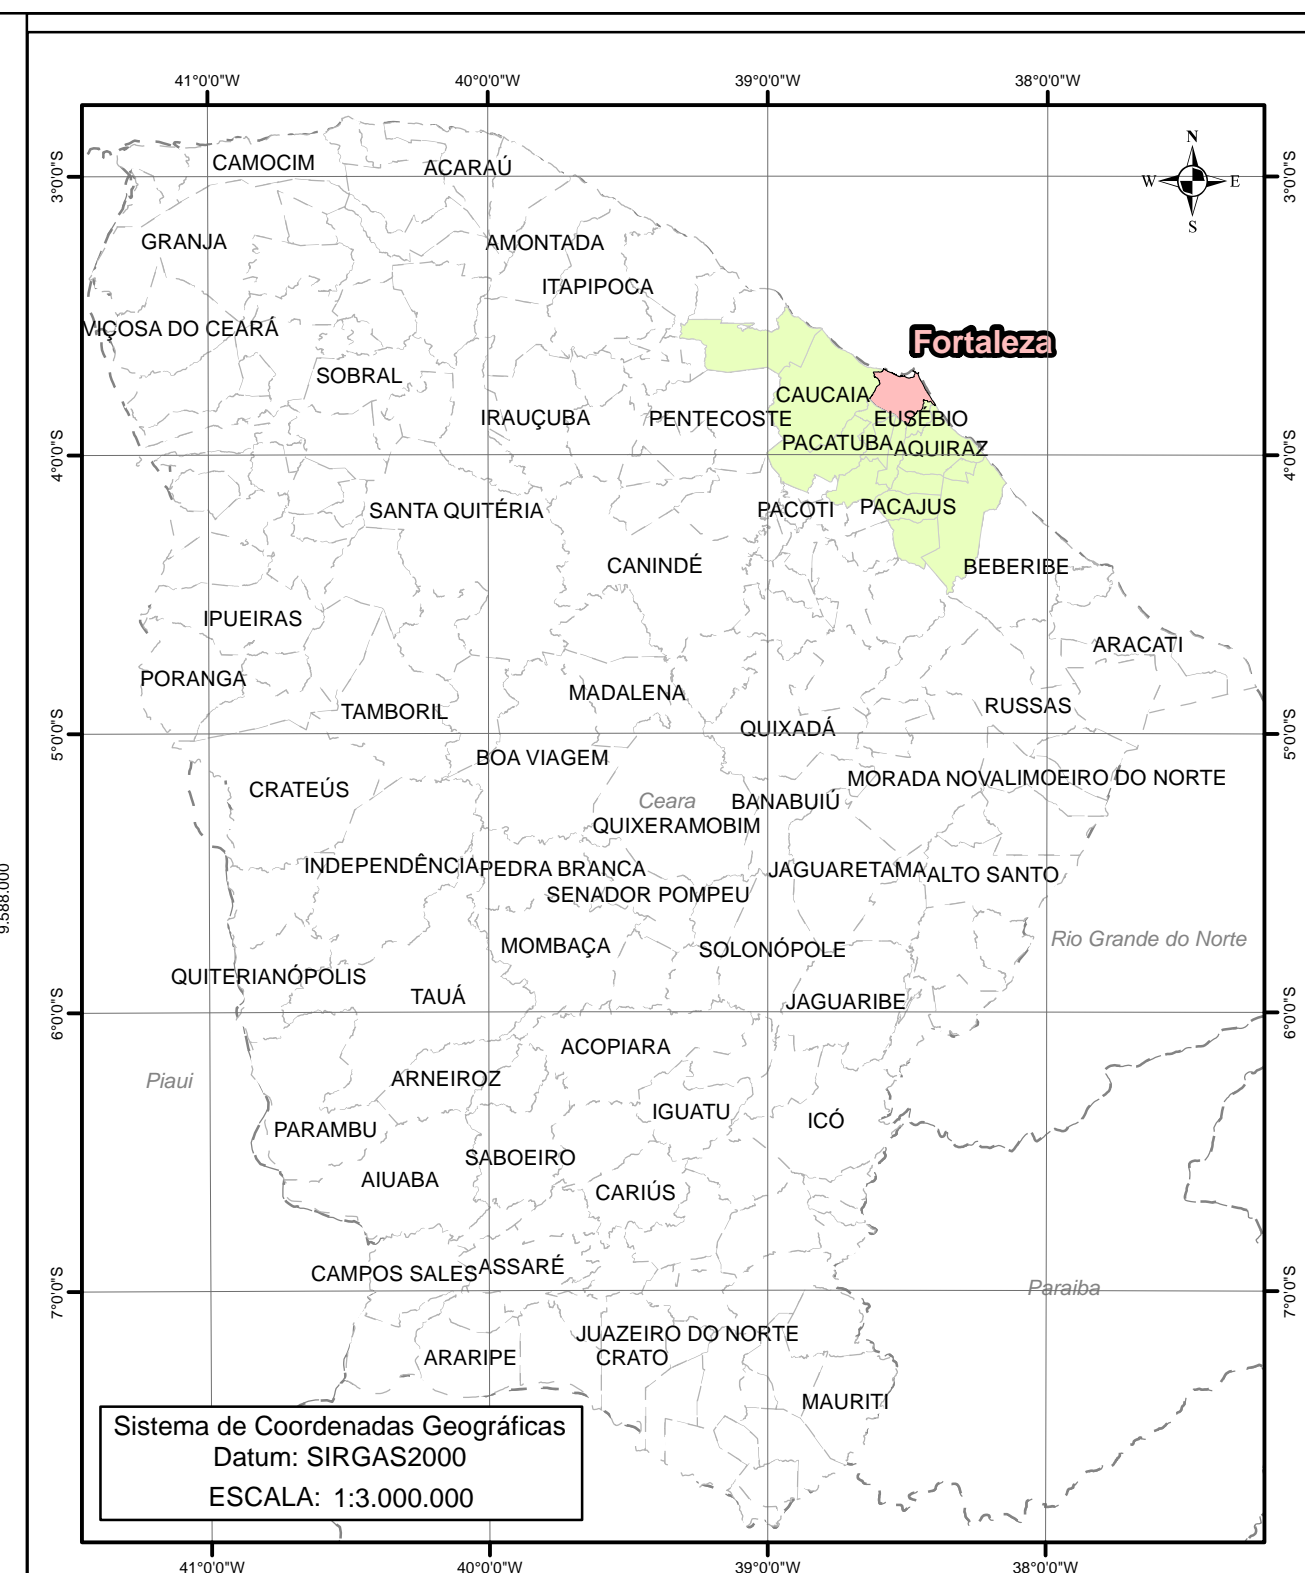 41°0'0"W 40°0'0"W 39°0'0"W 38°0'0"W
N
W E
S
3°0'0"S 3°0'0"S
CAMOCIM
ACARAÚ
GRANJA
AMONTADA
ITAPIPOCA
VIÇOSA DO CEARÁ
Fortaleza
SOBRAL
CAUCAIA
IRAUÇUBA
PENTECOSTE
EUSÉBIO
PACATUBA
AQUIRAZ
4°0'0"S 4°0'0"S
SANTA QUITÉRIA
PACOTI
PACAJUS
CANINDÉ
BEBERIBE
IPUEIRAS
ARACATI
PORANGA
MADALENA
TAMBORIL
RUSSAS
QUIXADÁ
5°0'0"S 5°0'0"S
BOA VIAGEM
CRATEÚS
MORADA NOVA
LIMOEIRO DO NORTE
Ceara
BANABUIÚ
QUIXERAMOBIM
INDEPENDÊNCIA
PEDRA BRANCA
JAGUARETAMA
ALTO SANTO
9.588.000
SENADOR POMPEU
MOMBAÇA
SOLONÓPOLE
Rio Grande do Norte
QUITERIANÓPOLIS
TAUÁ
JAGUARIBE
6°0'0"S 6°0'0"S
ACOPIARA
Piaui
ARNEIROZ
IGUATU
ICÓ
PARAMBU
SABOEIRO
AIUABA
CARIÚS
CAMPOS SALES
ASSARÉ
7°0'0"S 7°0'0"S
Paraiba
JUAZEIRO DO NORTE
ARARIPE
CRATO
MAURITI
Sistema de Coordenadas Geográficas
Datum: SIRGAS2000
ESCALA: 1:3.000.000
41°0'0"W 40°0'0"W 39°0'0"W 38°0'0"W